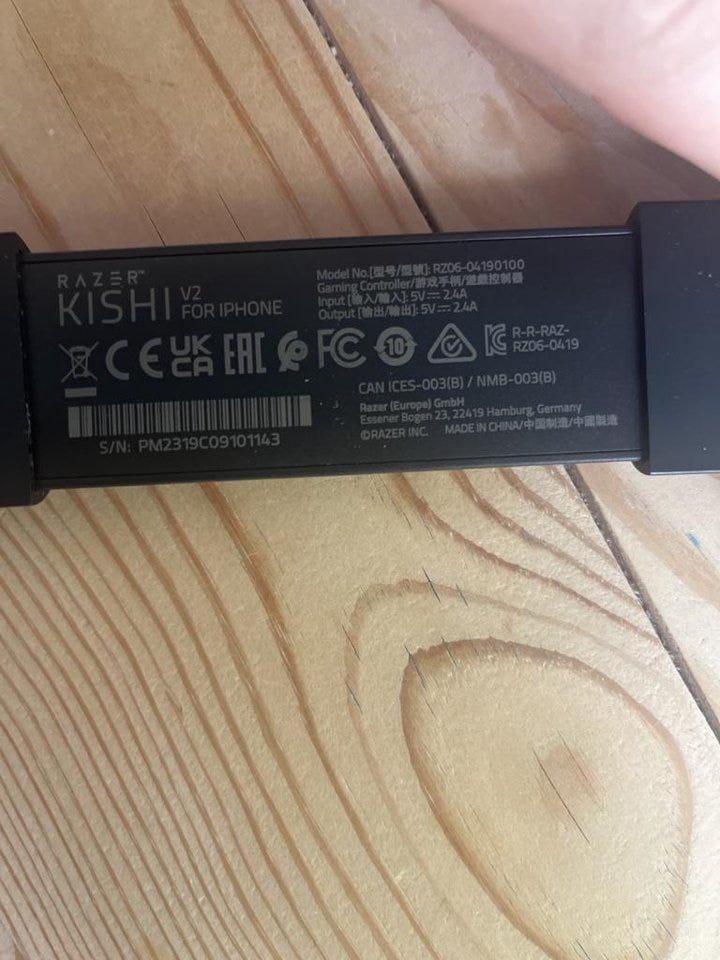 RAZER™
KISHI V2
FOR IPHONE
Model No.[型号/型號]: RZ06-04190100
Gaming Controller/游戏手柄/遊戲控制器
Input [输入/輸入]: 5V⎓ 2.4A
Output [输出/輸出]: 5V⎓ 2.4A
CE UK CA EAC FC 10 KC R-R-RAZ-
RZ06-0419
CAN ICES-003(B) / NMB-003(B)
Razer (Europe) GmbH
Essener Bogen 23, 22419 Hamburg, Germany
©RAZER INC. MADE IN CHINA/中国制造/中國製造
S/N: PM2319C09101143